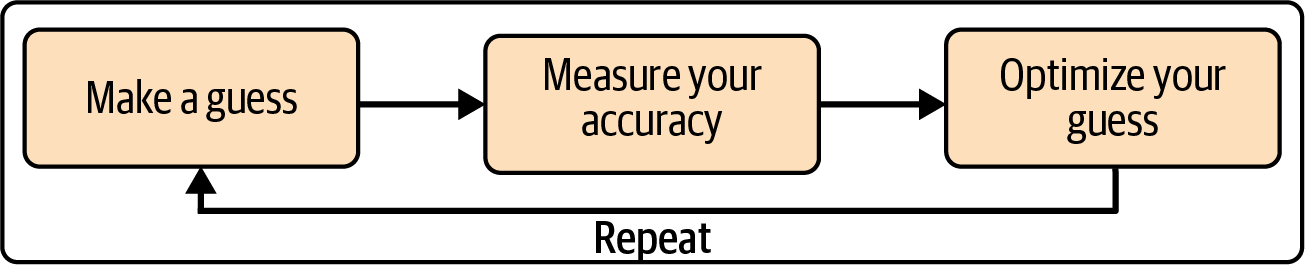 Make a guess
Measure your
accuracy
Optimize your
guess
Repeat